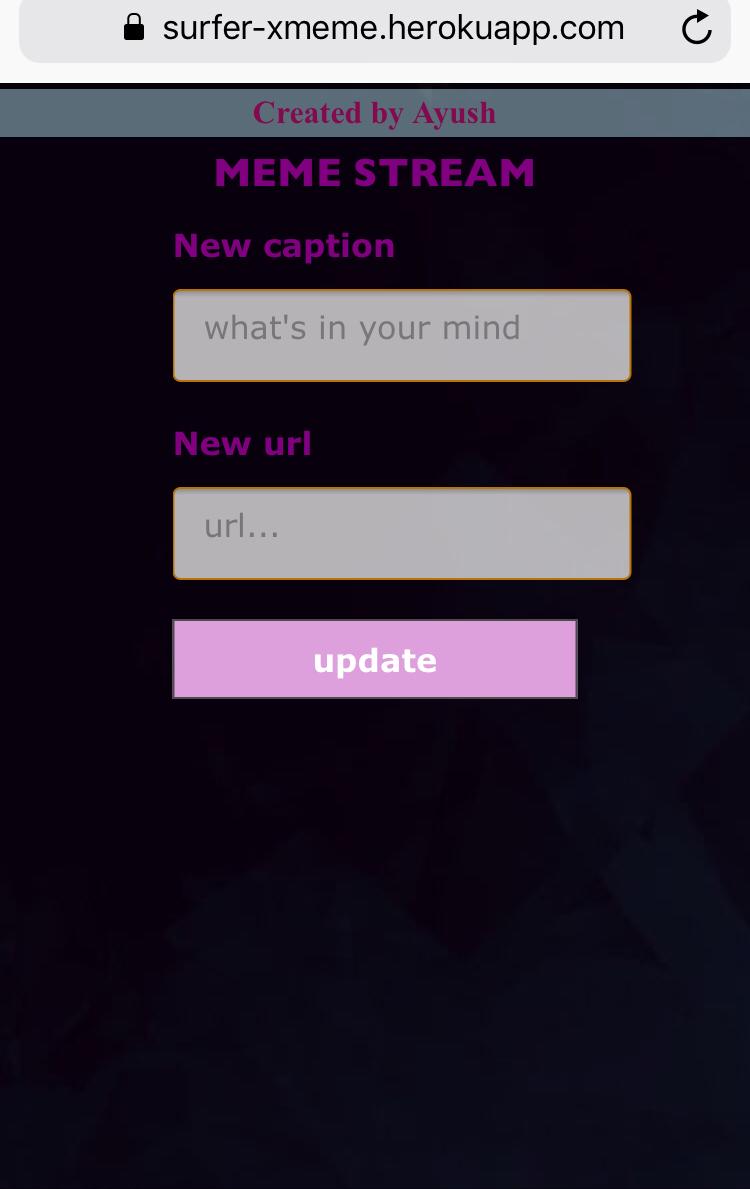 surfer-xmeme.herokuapp.com
Created by Ayush
MEME STREAM
New caption
what's in your mind
New url
url...
update